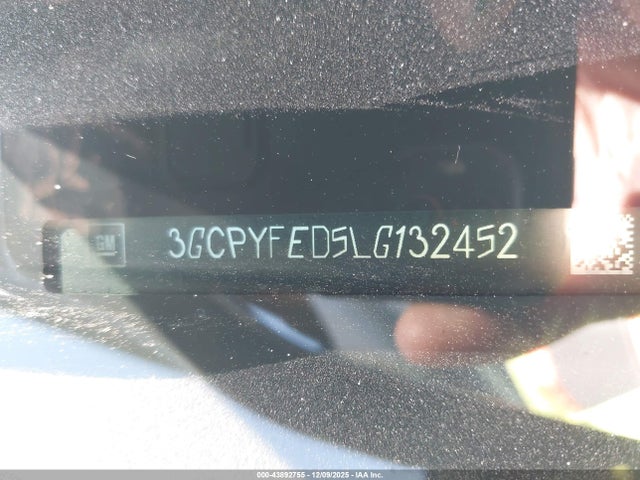 GM 3GCPYFED5LG132452
000-43892755 - 12/09/2025 - IAA Inc.